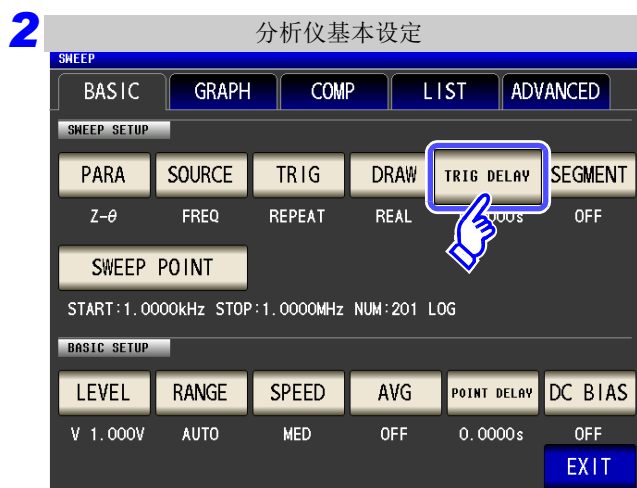 2 分析仪基本设定
SWEEP
BASIC GRAPH COMP LIST ADVANCED
SWEEP SETUP
PARA SOURCE TRIG DRAW TRIG DELAY SEGMENT
Z-θ FREQ REPEAT REAL OFF
SWEEP POINT
START:1.0000kHz STOP:1.0000MHz NUM:201 LOG
BASIC SETUP
LEVEL RANGE SPEED AVG POINT DELAY DC BIAS
V 1.000V AUTO MED OFF 0.0000s OFF
EXIT